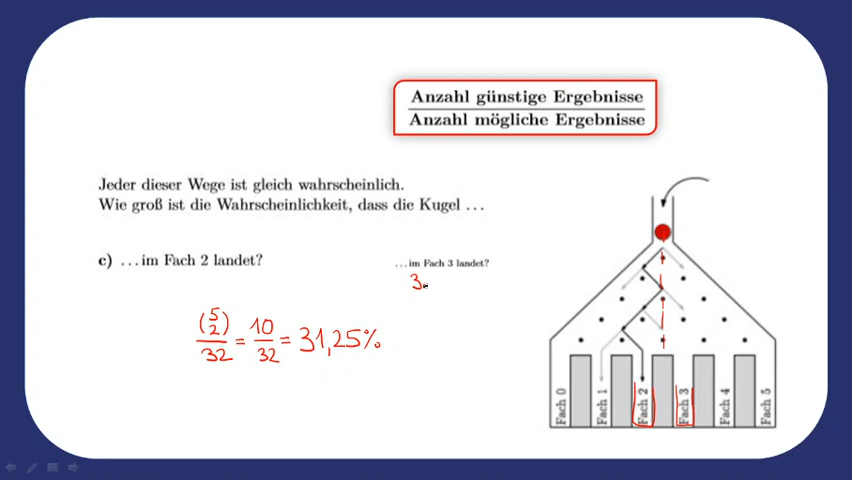 Anzahl günstige Ergebnisse
Anzahl mögliche Ergebnisse
Jeder dieser Wege ist gleich wahrscheinlich.
Wie groß ist die Wahrscheinlichkeit, dass die Kugel ...
c) ...im Fach 2 landet?
...im Fach 3 landet?
3
(5 2)/32 = 10/32 = 31,25%
Fach 0
Fach 1
Fach 2
Fach 3
Fach 4
Fach 5